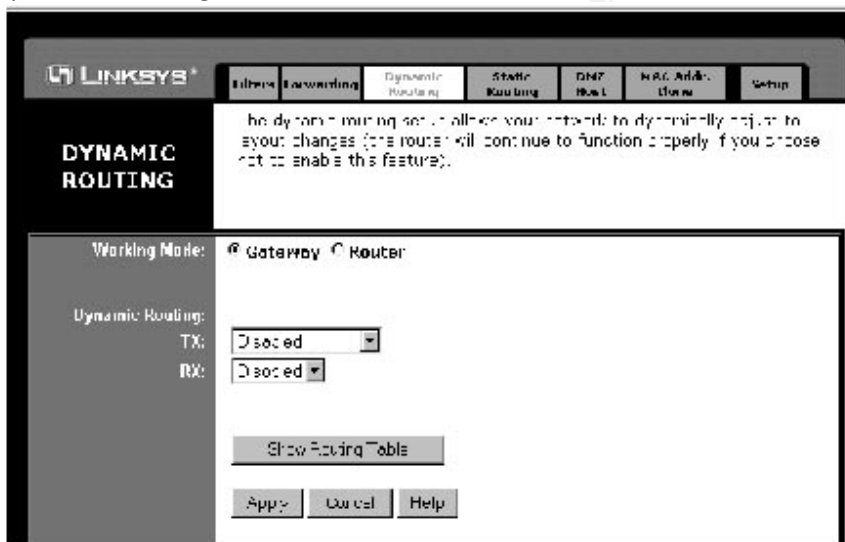 LINKSYS®
Filters Forwarding Dynamic Routing Static Routing DMZ Host MAC Addr. Clone Setup
DYNAMIC ROUTING
The dynamic routing setup allows your network to dynamically adjust to
layout changes (the router will continue to function properly if you choose
not to enable this feature).
Working Mode: Gateway Router
Dynamic Routing:
TX: Disabled
RX: Disabled
Show Routing Table
Apply Cancel Help